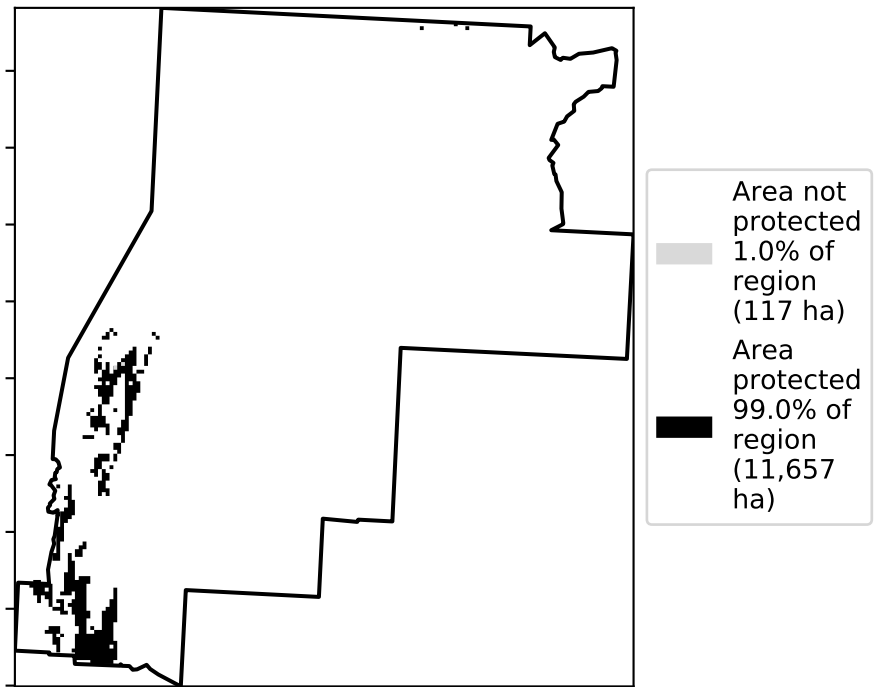 Area not
protected
1.0% of
region
(117 ha)
Area
protected
99.0% of
region
(11,657
ha)